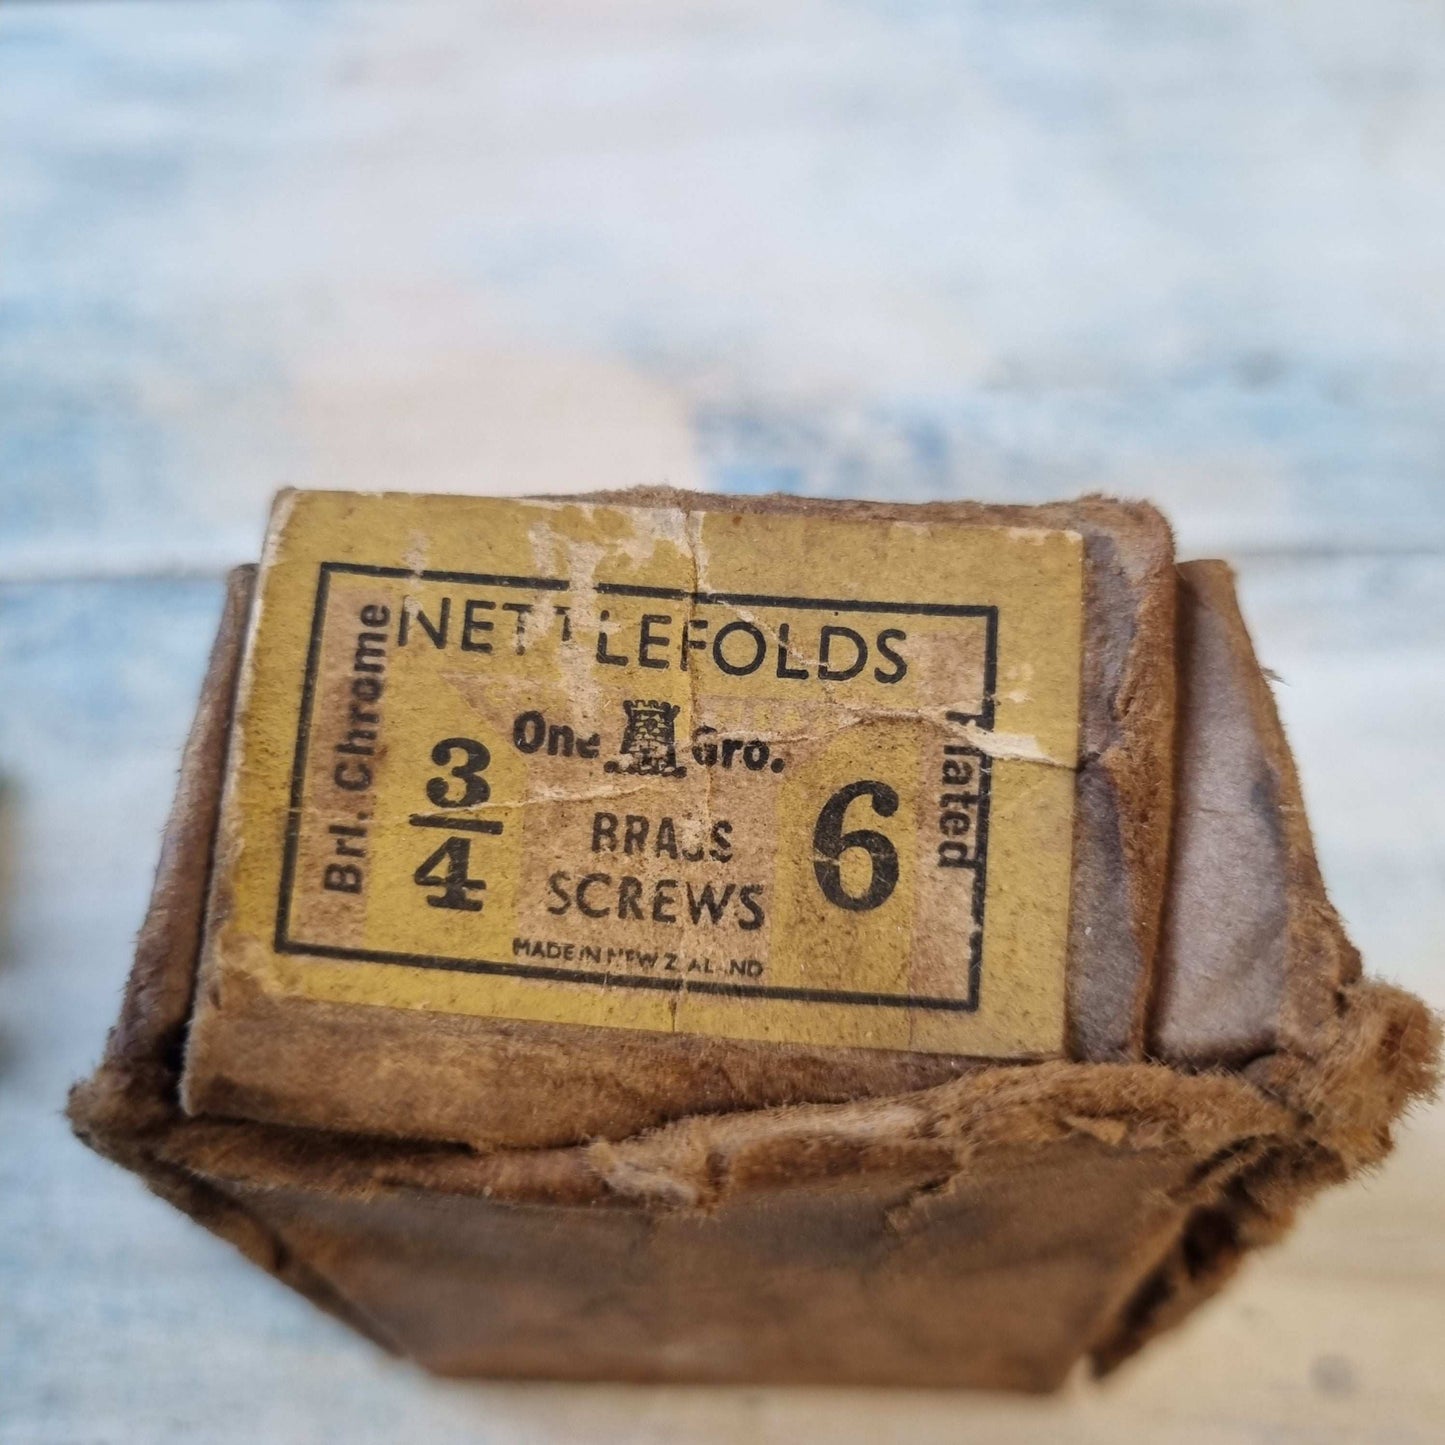 NETTLEFOLDS
Brl. Chrome
3/4
One Gro.
BRASS
SCREWS
6
Plated
MADE IN NEW ZEALAND